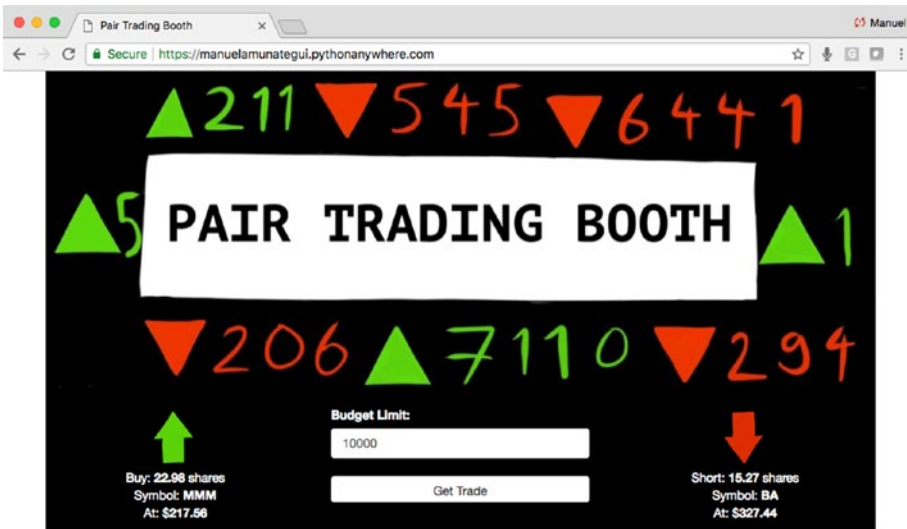 Pair Trading Booth
Manuel
Secure | https://manuelamunategui.pythonanywhere.com
211 545 6441
5 PAIR TRADING BOOTH 1
206 7110 294
Budget Limit:
10000
Get Trade
Buy: 22.98 shares
Symbol: MMM
At: $217.56
Short: 15.27 shares
Symbol: BA
At: $327.44